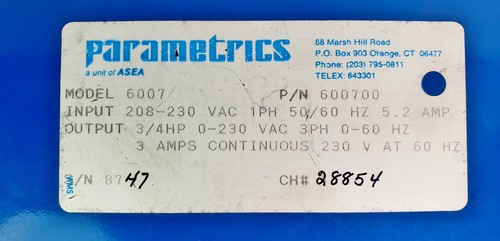 parametrics
a unit of ASEA
88 Marsh Hill Road
P.O. Box 903 Orange, CT 06477
Phone: (203) 795-0811
TELEX: 643301
MODEL 6007 P/N 600700
INPUT 208-230 VAC 1PH 50/60 HZ 5.2 AMP
OUTPUT 3/4HP 0-230 VAC 3PH 0-60 HZ
3 AMPS CONTINUOUS 230 V AT 60 HZ
/N 8747 CH# 28854